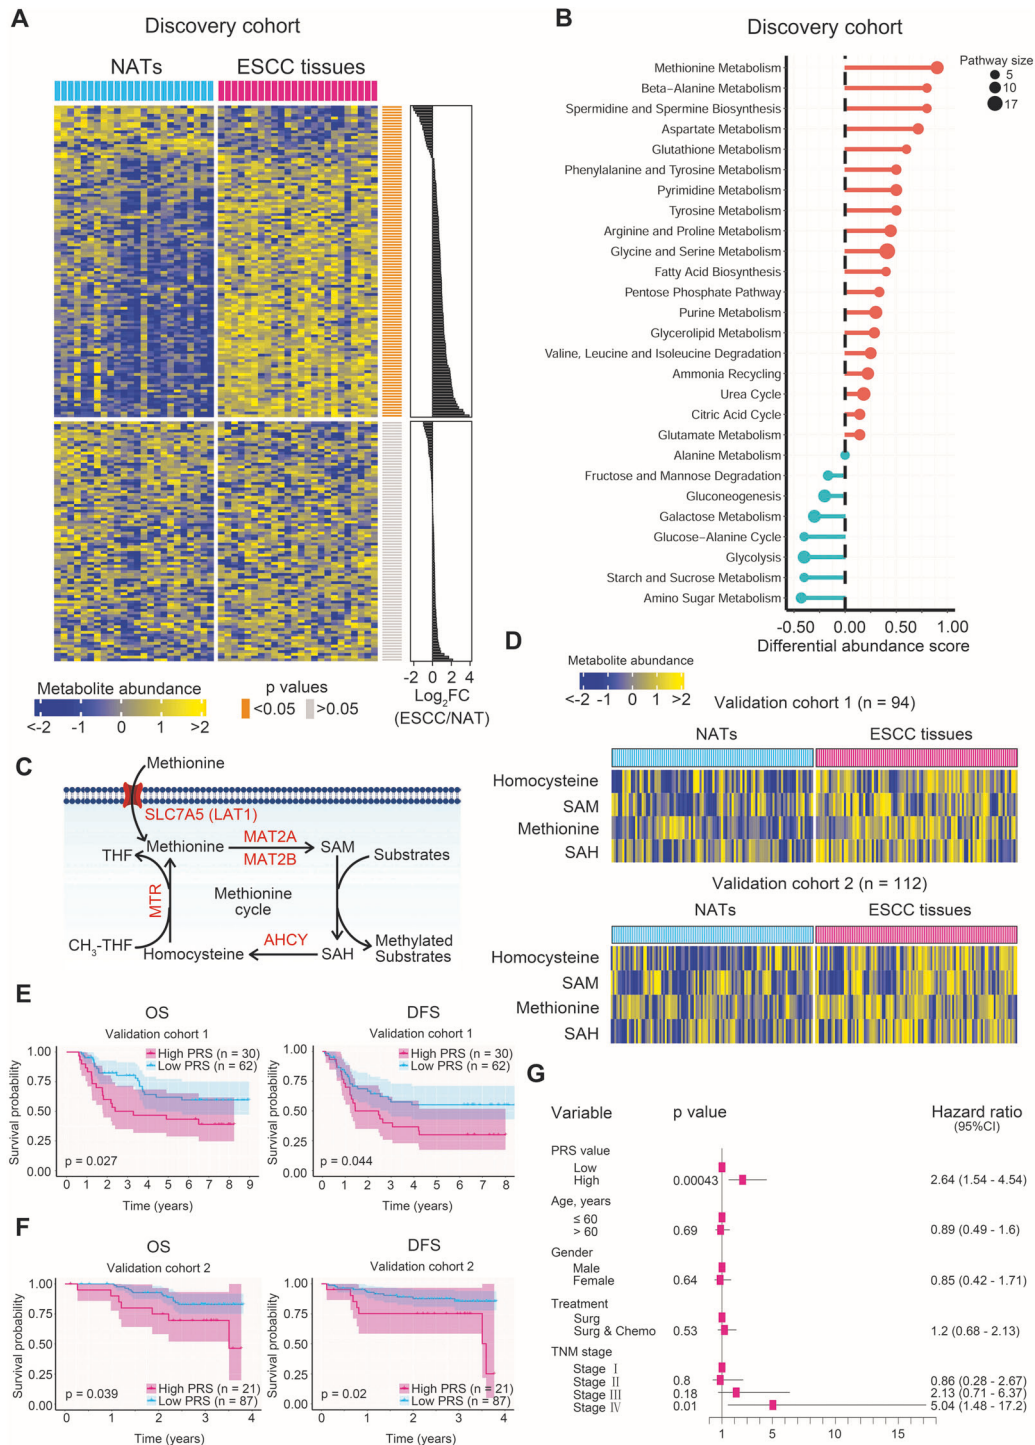 A
Discovery cohort
NATs
ESCC tissues
-2 0 2 4
Log2FC
(ESCC/NAT)
Metabolite abundance
<-2 -1 0 1 >2
p values
<0.05 >0.05
B
Discovery cohort
Pathway size
5
10
17
Methionine Metabolism
Beta-Alanine Metabolism
Spermidine and Spermine Biosynthesis
Aspartate Metabolism
Glutathione Metabolism
Phenylalanine and Tyrosine Metabolism
Pyrimidine Metabolism
Tyrosine Metabolism
Arginine and Proline Metabolism
Glycine and Serine Metabolism
Fatty Acid Biosynthesis
Pentose Phosphate Pathway
Purine Metabolism
Glycerolipid Metabolism
Valine, Leucine and Isoleucine Degradation
Ammonia Recycling
Urea Cycle
Citric Acid Cycle
Glutamate Metabolism
Alanine Metabolism
Fructose and Mannose Degradation
Gluconeogenesis
Galactose Metabolism
Glucose-Alanine Cycle
Glycolysis
Starch and Sucrose Metabolism
Amino Sugar Metabolism
-0.50 0.00 0.50 1.00
Differential abundance score
C
Methionine
SLC7A5 (LAT1)
Methionine
MAT2A
MAT2B
SAM
Substrates
THF
MTR
Methionine
cycle
CH3-THF
Homocysteine
AHCY
SAH
Methylated
Substrates
D
Metabolite abundance
<-2 -1 0 1 >2
Validation cohort 1 (n = 94)
NATs
ESCC tissues
Homocysteine
SAM
Methionine
SAH
Validation cohort 2 (n = 112)
NATs
ESCC tissues
Homocysteine
SAM
Methionine
SAH
E
OS
Validation cohort 1
Survival probability
1.00
0.75
0.50
0.25
0.00
High PRS (n = 30)
Low PRS (n = 62)
p = 0.027
0 1 2 3 4 5 6 7 8 9
Time (years)
DFS
Validation cohort 1
Survival probability
1.00
0.75
0.50
0.25
0.00
High PRS (n = 30)
Low PRS (n = 62)
p = 0.044
0 1 2 3 4 5 6 7 8
Time (years)
F
OS
Validation cohort 2
Survival probability
1.00
0.75
0.50
0.25
0.00
High PRS (n = 21)
Low PRS (n = 87)
p = 0.039
0 1 2 3 4
Time (years)
DFS
Validation cohort 2
Survival probability
1.00
0.75
0.50
0.25
0.00
High PRS (n = 21)
Low PRS (n = 87)
p = 0.02
0 1 2 3 4
Time (years)
G
Variable p value Hazard ratio
(95%CI)
PRS value
Low
High 0.00043 2.64 (1.54 - 4.54)
Age, years
≤ 60
> 60 0.69 0.89 (0.49 - 1.6)
Gender
Male
Female 0.64 0.85 (0.42 - 1.71)
Treatment
Surg
Surg & Chemo 0.53 1.2 (0.68 - 2.13)
TNM stage
Stage I
Stage II 0.8 0.86 (0.28 - 2.67)
Stage III 0.18 2.13 (0.71 - 6.37)
Stage IV 0.01 5.04 (1.48 - 17.2)
1 5 10 15